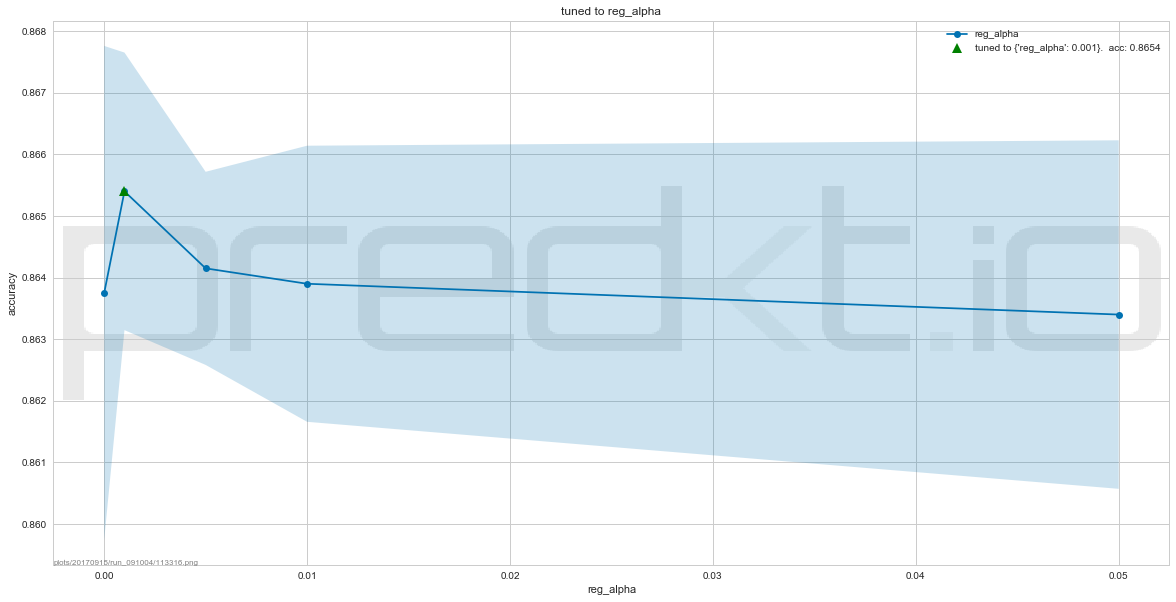 tuned to reg_alpha
reg_alpha
tuned to {'reg_alpha': 0.001}.  acc: 0.8654
0.868
0.867
0.866
0.865
0.864
0.863
0.862
0.861
0.860
accuracy
predkt.io
plots/20170915/run_091004/113316.png
0.00 0.01 0.02 0.03 0.04 0.05
reg_alpha